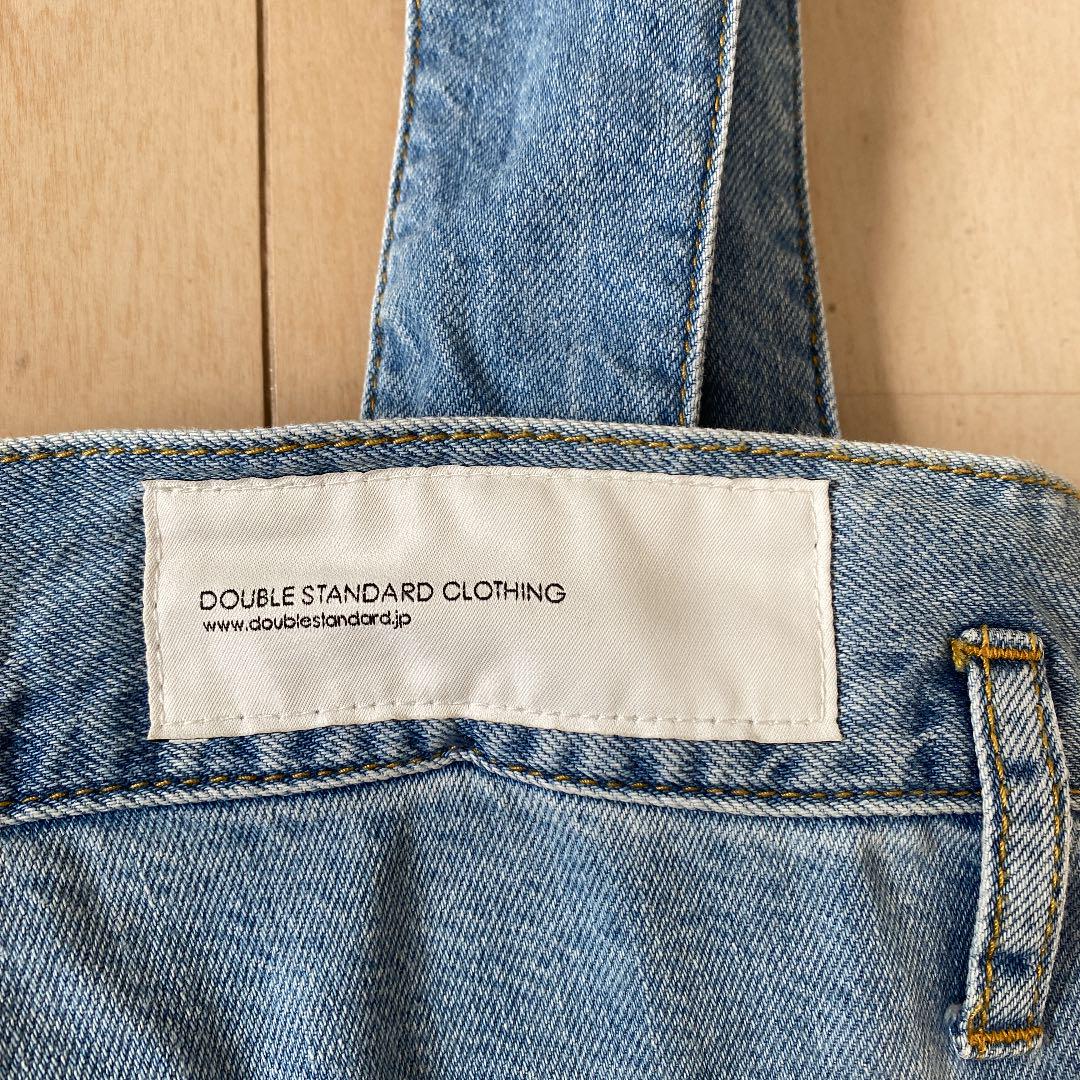 DOUBLE STANDARD CLOTHING
www.doublestandard.jp